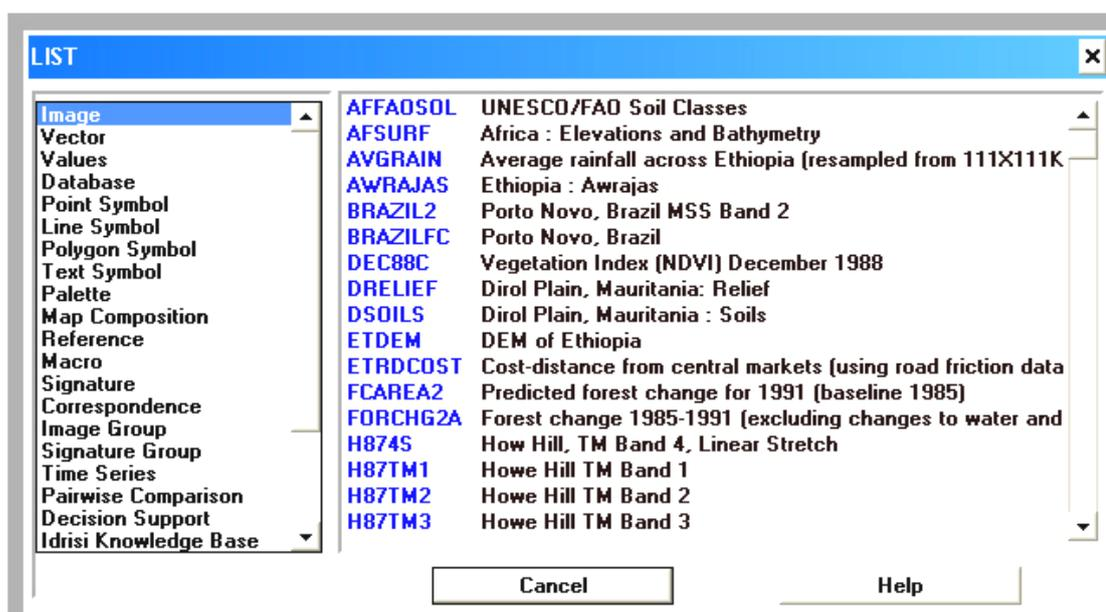 LIST
Image
Vector
Values
Database
Point Symbol
Line Symbol
Polygon Symbol
Text Symbol
Palette
Map Composition
Reference
Macro
Signature
Correspondence
Image Group
Signature Group
Time Series
Pairwise Comparison
Decision Support
Idrisi Knowledge Base
AFFAOSOL UNESCO/FAO Soil Classes
AFSURF Africa : Elevations and Bathymetry
AVGRAIN Average rainfall across Ethiopia (resampled from 111X111K
AWRAJAS Ethiopia : Awrajas
BRAZIL2 Porto Novo, Brazil MSS Band 2
BRAZILFC Porto Novo, Brazil
DEC88C Vegetation Index (NDVI) December 1988
DRELIEF Dirol Plain, Mauritania: Relief
DSOILS Dirol Plain, Mauritania : Soils
ETDEM DEM of Ethiopia
ETRDCOST Cost-distance from central markets (using road friction data
FCAREA2 Predicted forest change for 1991 (baseline 1985)
FORCHG2A Forest change 1985-1991 (excluding changes to water and
H874S How Hill, TM Band 4, Linear Stretch
H87TM1 Howe Hill TM Band 1
H87TM2 Howe Hill TM Band 2
H87TM3 Howe Hill TM Band 3
Cancel Help